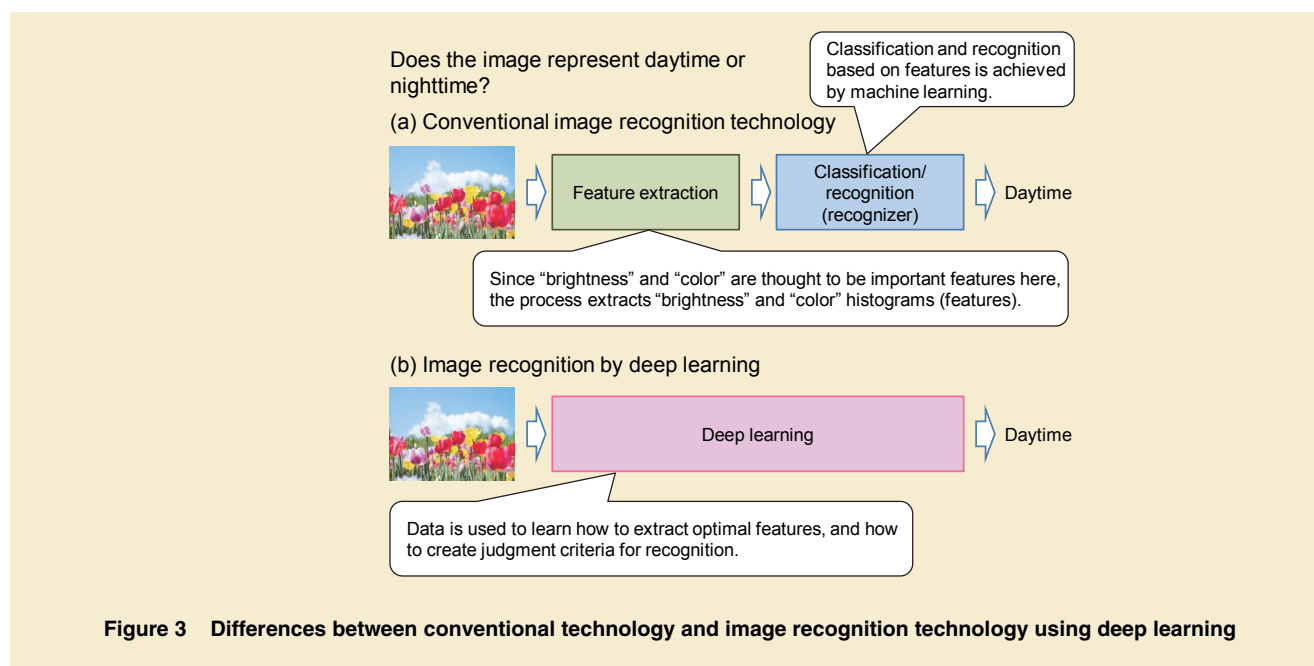 Does the image represent daytime or
nighttime?
Classification and recognition
based on features is achieved
by machine learning.
(a) Conventional image recognition technology
Feature extraction
Classification/
recognition
(recognizer)
Daytime
Since “brightness” and “color” are thought to be important features here,
the process extracts “brightness” and “color” histograms (features).
(b) Image recognition by deep learning
Deep learning
Daytime
Data is used to learn how to extract optimal features, and how
to create judgment criteria for recognition.
Figure 3 Differences between conventional technology and image recognition technology using deep learning